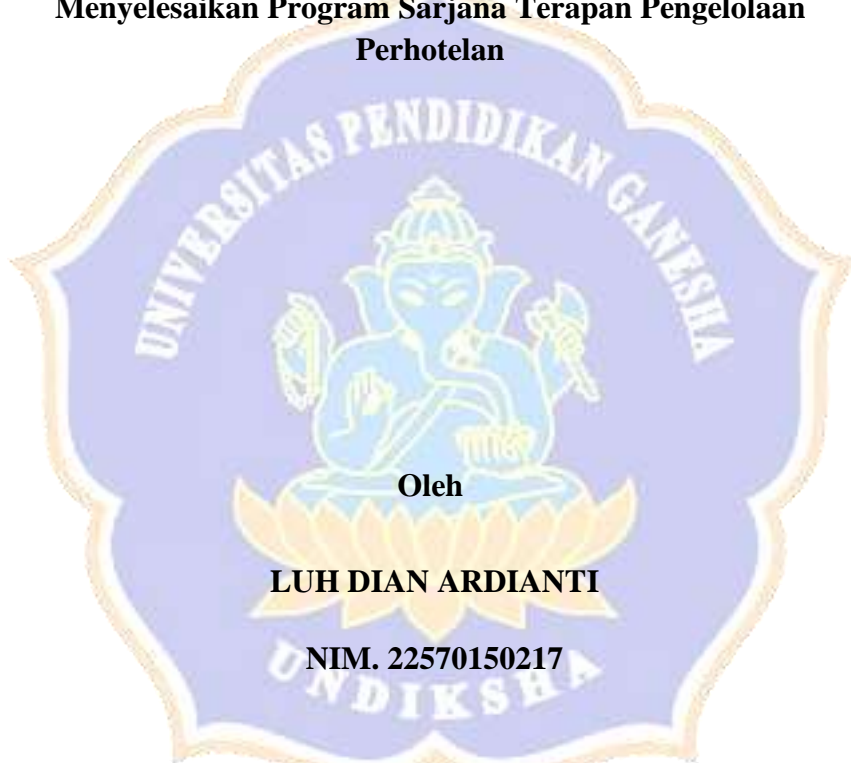 Menyelesaikan Program Sarjana Terapan Pengelolaan
Perhotelan
UNIVERSITAS PENDIDIKAN GANESHA
Oleh
LUH DIAN ARDIANTI
NIM. 22570150217
UNDIKSHA